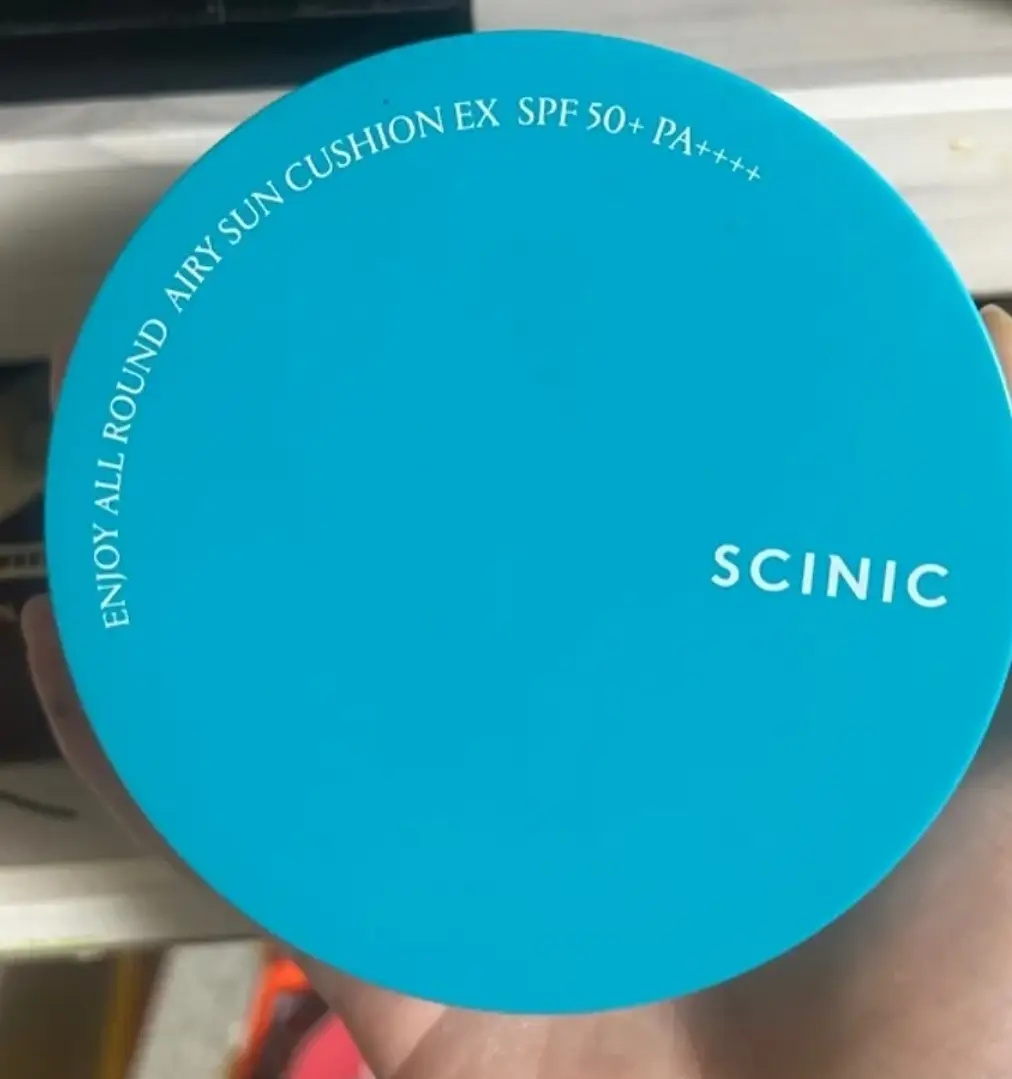 ENJOY ALL ROUND AIRY SUN CUSHION EX SPF 50+ PA++++
SCINIC